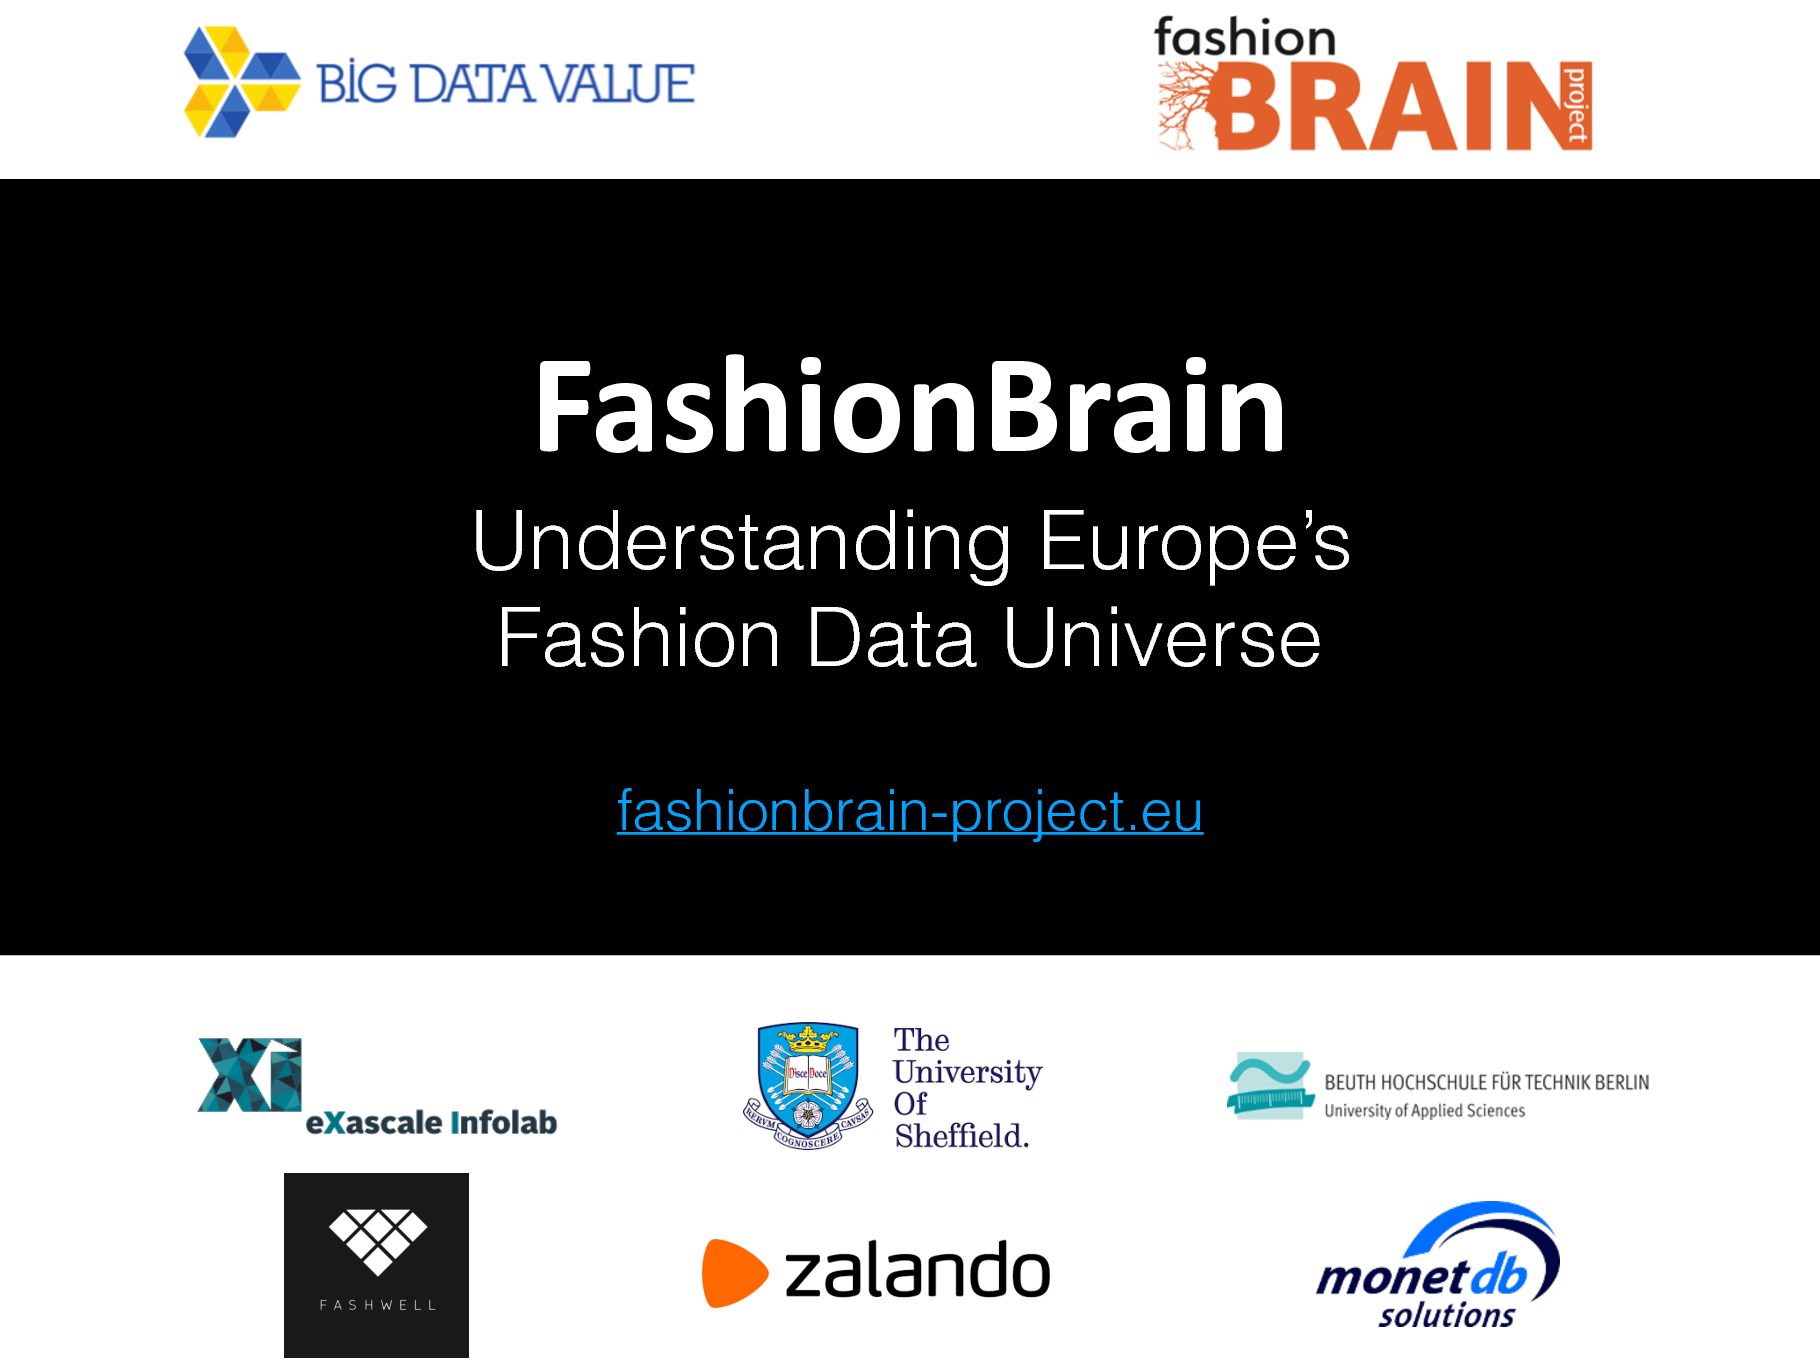 BIG DATA VALUE
fashion
BRAIN
project
FashionBrain
Understanding Europe’s
Fashion Data Universe
fashionbrain-project.eu
Xi
eXascale Infolab
Disce Doce
RERVM COGNOSCERE CAVSAS
The
University
Of
Sheffield.
BEUTH HOCHSCHULE FÜR TECHNIK BERLIN
University of Applied Sciences
FASHWELL
zalando
monetdb
solutions